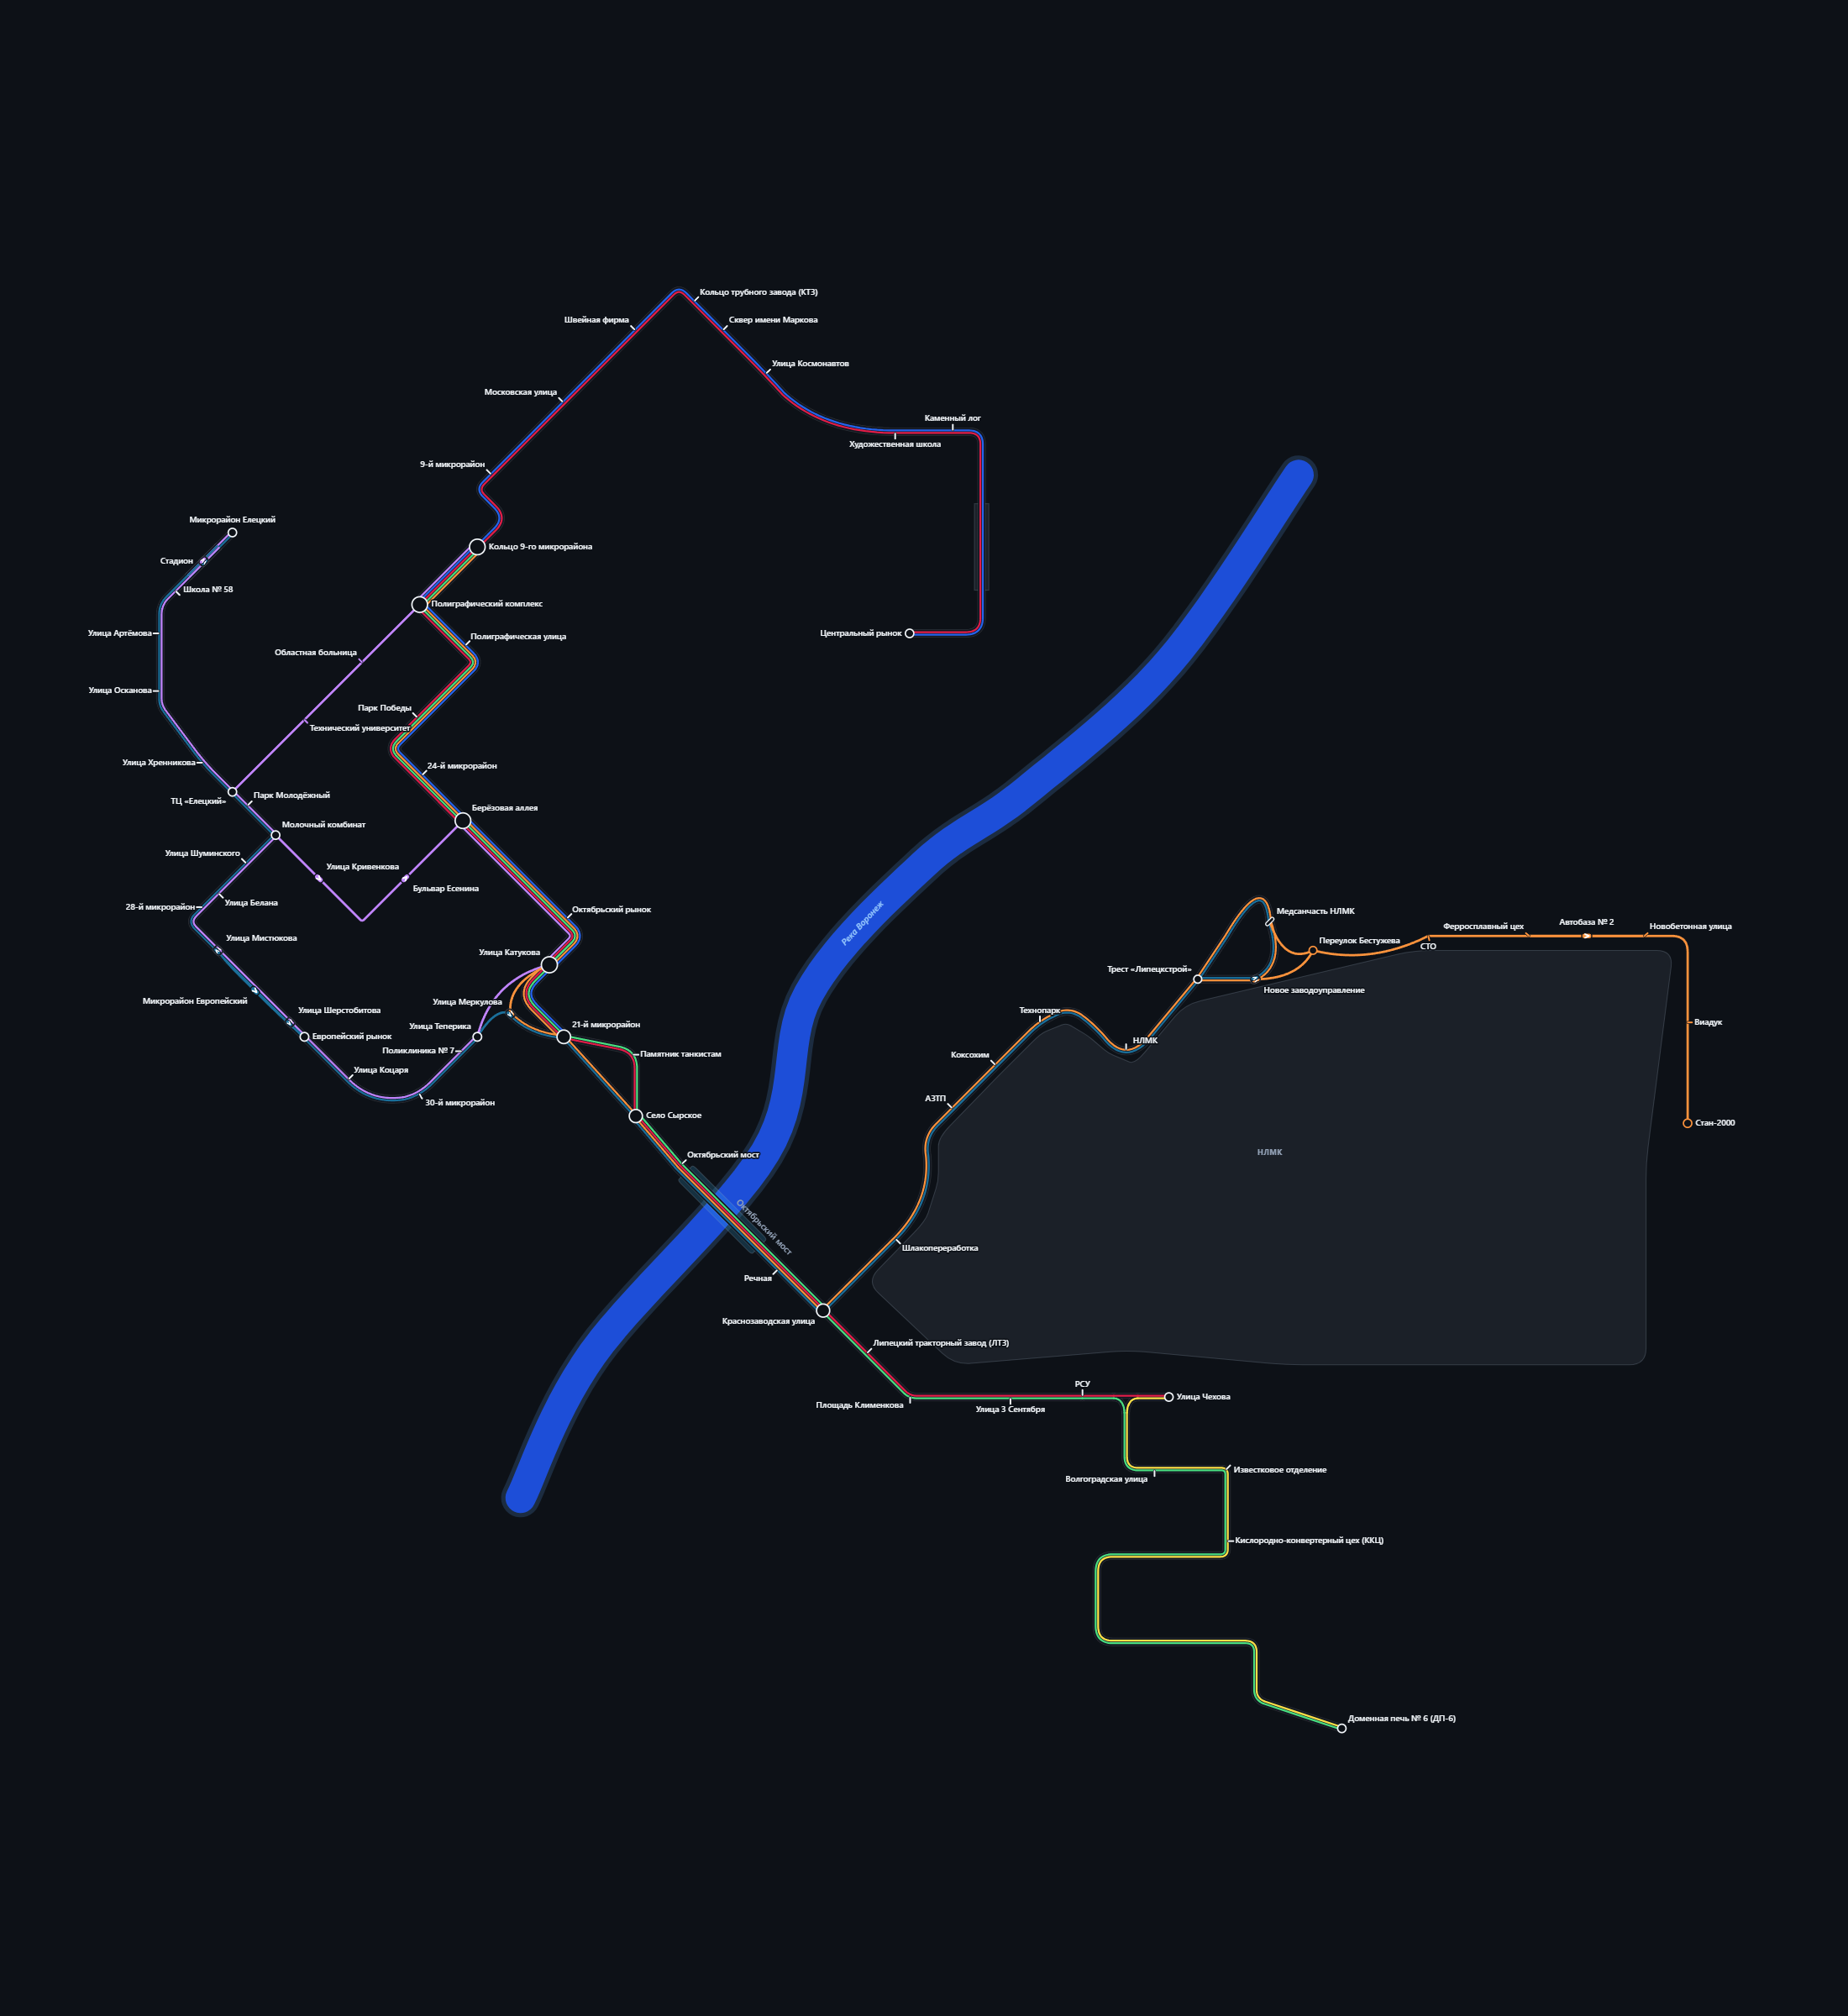 Кольцо трубного завода (КТЗ)
Швейная фирма
Сквер имени Маркова
Улица Космонавтов
Московская улица
Каменный лог
Художественная школа
9-й микрорайон
Микрорайон Елецкий
Кольцо 9-го микрорайона
Стадион
Школа № 58
Полиграфический комплекс
Улица Артёмова
Полиграфическая улица
Центральный рынок
Областная больница
Улица Осканова
Парк Победы
Технический университет
Улица Хренникова
24-й микрорайон
ТЦ «Елецкий»
Парк Молодёжный
Берёзовая аллея
Молочный комбинат
Улица Шуминского
Улица Кривенкова
Бульвар Есенина
Улица Белана
28-й микрорайон
Октябрьский рынок
Река Воронеж
Медсанчасть НЛМК
Автобаза № 2
Ферросплавный цех
Новобетонная улица
Улица Мистюкова
Переулок Бестужева
СТО
Улица Катукова
Трест «Липецкстрой»
Новое заводоуправление
Микрорайон Европейский
Улица Меркулова
Улица Шерстобитова
Технопарк
Виадук
Улица Теперика
21-й микрорайон
Европейский рынок
НЛМК
Поликлиника № 7
Памятник танкистам
Коксохим
Улица Коцаря
АЗТП
30-й микрорайон
Село Сырское
Стан-2000
Октябрьский мост
НЛМК
Октябрьский мост
Шлакопереработка
Речная
Краснозаводская улица
Липецкий тракторный завод (ЛТЗ)
РСУ
Улица Чехова
Площадь Клименкова
Улица 3 Сентября
Известковое отделение
Волгоградская улица
Кислородно-конвертерный цех (ККЦ)
Доменная печь № 6 (ДП-6)